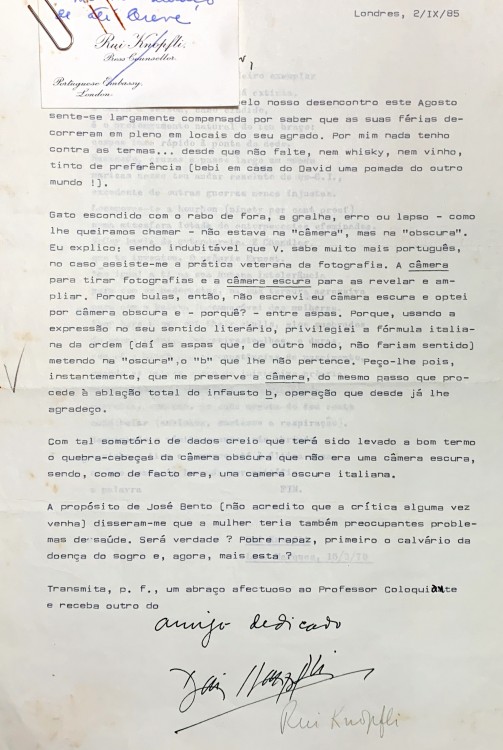 Londres, 2/IX/85
de Lei Breve
Rui Knopfli
Press Counsellor
Portuguese Embassy,
London.
elo nosso desencontro este Agosto
sente-se largamente compensada por saber que as suas férias de-
correram em pleno em locais do seu agrado. Por mim nada tenho
contra as termas... desde que não falte, nem whisky, nem vinho,
tinto de preferência [bebi em casa do David uma pomada do outro
mundo !].
Gato escondido com o rabo de fora, a gralha, erro ou lapso - como
lhe queiramos chamar - não estava na "câmera", mas na "obscura".
Eu explico: sendo indubitável que V. sabe muito mais português,
no caso assiste-me a prática veterana da fotografia. A câmera
para tirar fotografias e a câmara escura para as revelar e am-
pliar. Porque bulas, então, não escrevi eu câmara escura e optei
por câmera obscura e - porquê? - entre aspas. Porque, usando a
expressão no seu sentido literário, privilegiei a fórmula italia-
na da ordem [daí as aspas que, de outro modo, não fariam sentido]
metendo na "oscura",o "b" que lhe não pertence. Peço-lhe pois,
instantemente, que me preserve a câmera, do mesmo passo que pro-
cede à ablação total do infausto b, operação que desde já lhe
agradeço.
Com tal somatório de dados creio que terá sido levado a bom termo
o quebra-cabeças da câmera obscura que não era uma câmera escura,
sendo, como de facto era, una camera oscura italiana.
A propósito de José Bento [não acredito que a crítica alguma vez
venha] disseram-me que a mulher teria também preocupantes proble-
mas de saúde. Será verdade ? Pobre rapaz, primeiro o calvário da
doença do sogro e, agora, mais esta ?
Transmita, p. f., um abraço afectuoso ao Professor Coloquiante
e receba outro do
amigo dedicado
Rui Knopfli
Rui Knopfli